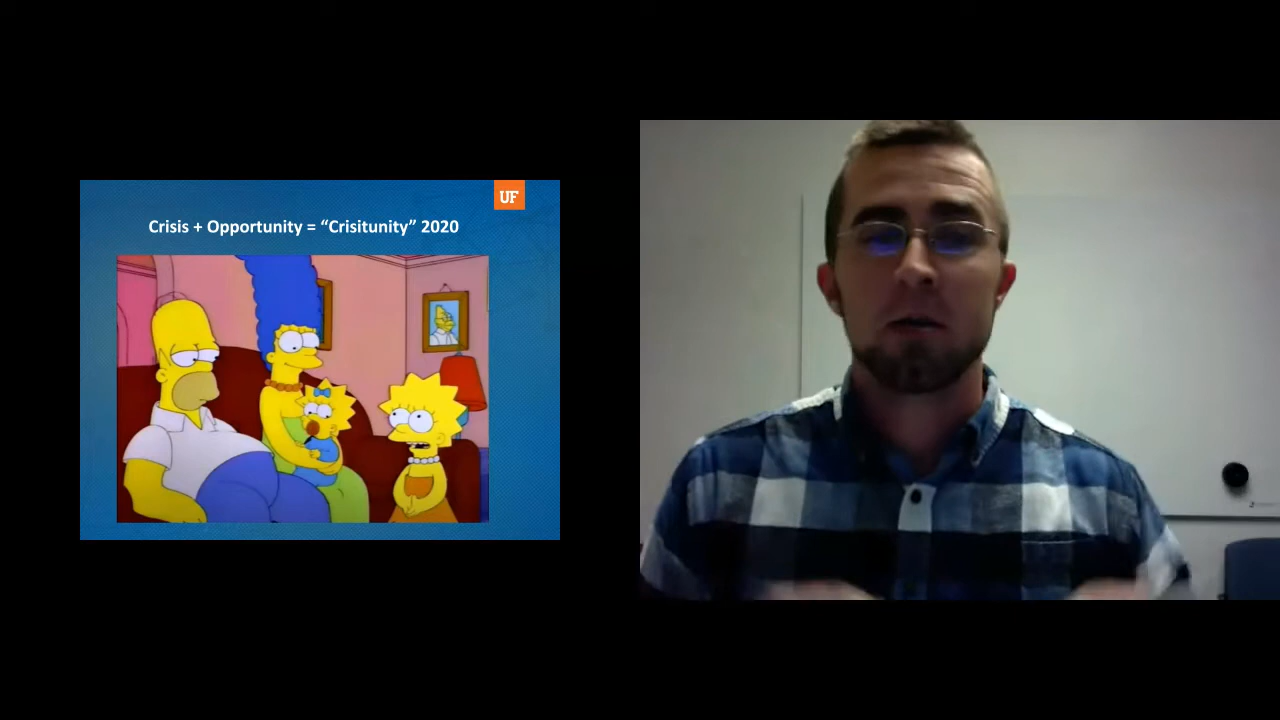 UF
Crisis + Opportunity = “Crisitunity” 2020